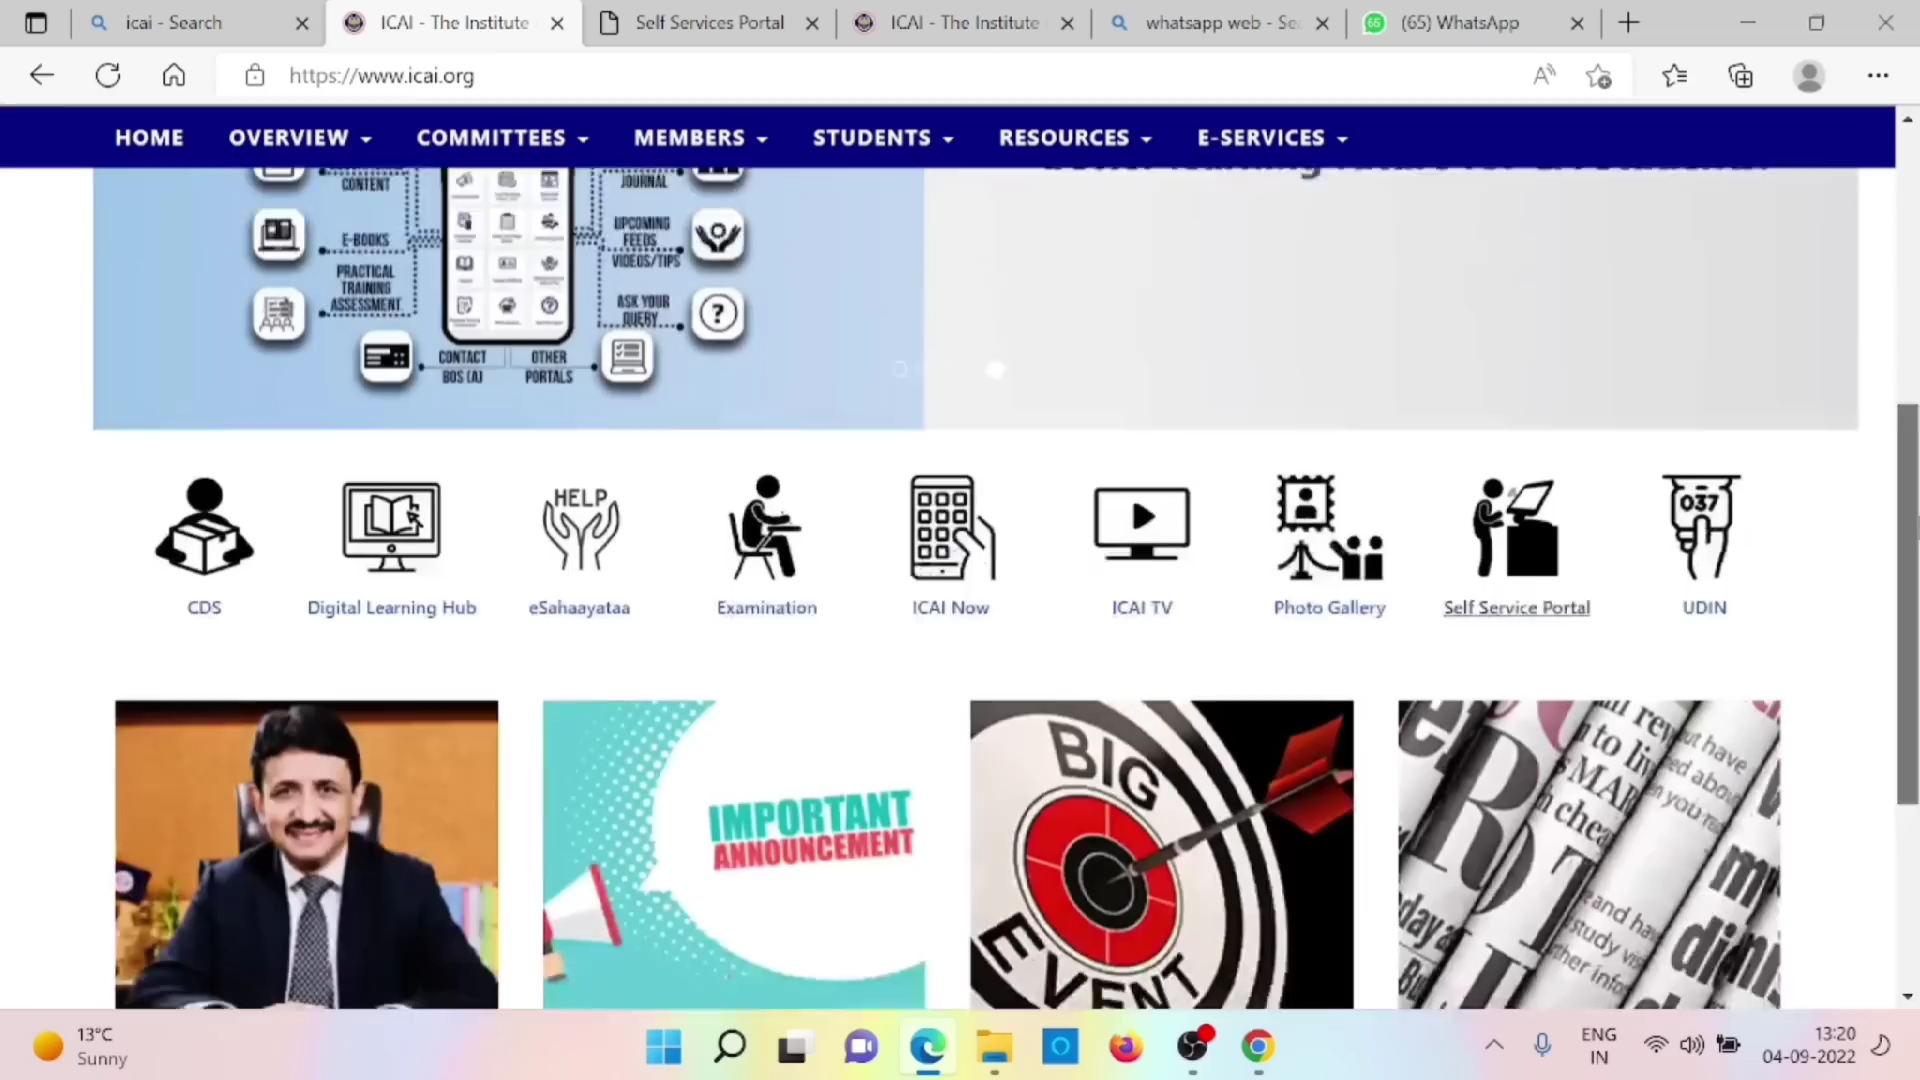 icai - Search
ICAI - The Institute
Self Services Portal
ICAI - The Institute
whatsapp web - Se
65
(65) WhatsApp
https://www.icai.org
HOME
OVERVIEW
COMMITTEES
MEMBERS
STUDENTS
RESOURCES
E-SERVICES
CONTENT
E-BOOKS
PRACTICAL
TRAINING
ASSESSMENT
JOURNAL
UPCOMING
FEEDS
VIDEOS/TIPS
ASK YOUR
QUERY
CONTACT
BOS (A)
OTHER
PORTALS
HELP
037
CDS
Digital Learning Hub
eSahaayataa
Examination
ICAI Now
ICAI TV
Photo Gallery
Self Service Portal
UDIN
IMPORTANT
ANNOUNCEMENT
BIG
EVENT
13°C
Sunny
ENG
IN
13:20
04-09-2022